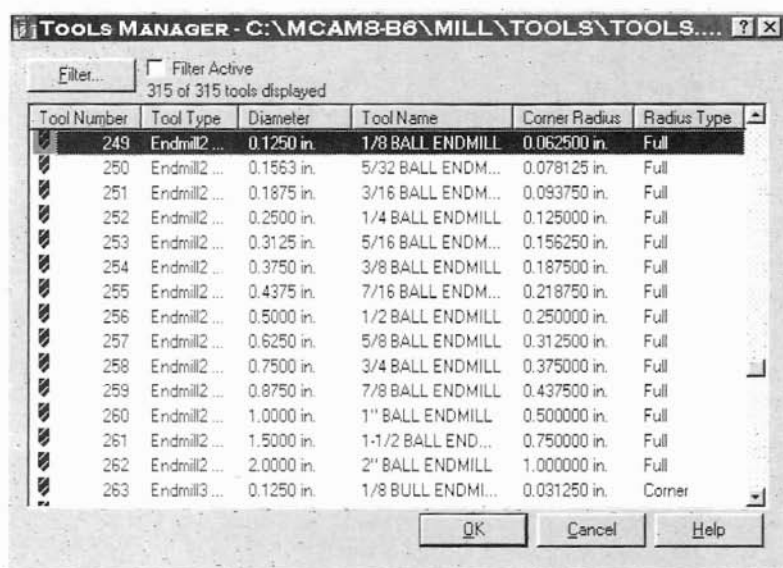 TOOLS MANAGER - C:\MCAM8-B6\MILL\TOOLS\TOOLS....
Filter...
Filter Active
315 of 315 tools displayed
Tool Number Tool Type Diameter Tool Name Corner Radius Radius Type
249 Endmill2 ... 0.1250 in. 1/8 BALL ENDMILL 0.062500 in. Full
250 Endmill2 ... 0.1563 in. 5/32 BALL ENDM... 0.078125 in. Full
251 Endmill2 ... 0.1875 in. 3/16 BALL ENDM... 0.093750 in. Full
252 Endmill2 ... 0.2500 in. 1/4 BALL ENDMILL 0.125000 in. Full
253 Endmill2 ... 0.3125 in. 5/16 BALL ENDM... 0.156250 in. Full
254 Endmill2 ... 0.3750 in. 3/8 BALL ENDMILL 0.187500 in. Full
255 Endmill2 ... 0.4375 in. 7/16 BALL ENDM... 0.218750 in. Full
256 Endmill2 ... 0.5000 in. 1/2 BALL ENDMILL 0.250000 in. Full
257 Endmill2 ... 0.6250 in. 5/8 BALL ENDMILL 0.312500 in. Full
258 Endmill2 ... 0.7500 in. 3/4 BALL ENDMILL 0.375000 in. Full
259 Endmill2 ... 0.8750 in. 7/8 BALL ENDMILL 0.437500 in. Full
260 Endmill2 ... 1.0000 in. 1" BALL ENDMILL 0.500000 in. Full
261 Endmill2 ... 1.5000 in. 1-1/2 BALL END... 0.750000 in. Full
262 Endmill2 ... 2.0000 in. 2" BALL ENDMILL 1.000000 in. Full
263 Endmill3 ... 0.1250 in. 1/8 BULL ENDMI... 0.031250 in. Corner
OK Cancel Help